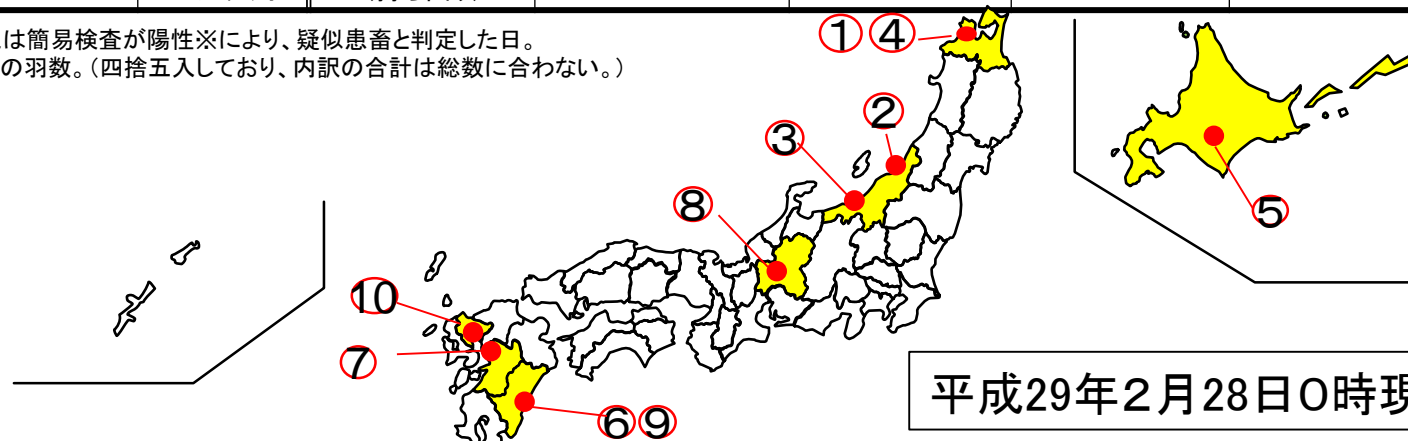 は簡易検査が陽性※により、疑似患畜と判定した日。
の羽数。（四捨五入しており、内訳の合計は総数に合わない。）
① ④
②
③
⑤
⑧
⑩
⑦
⑥⑨
平成29年２月28日０時現